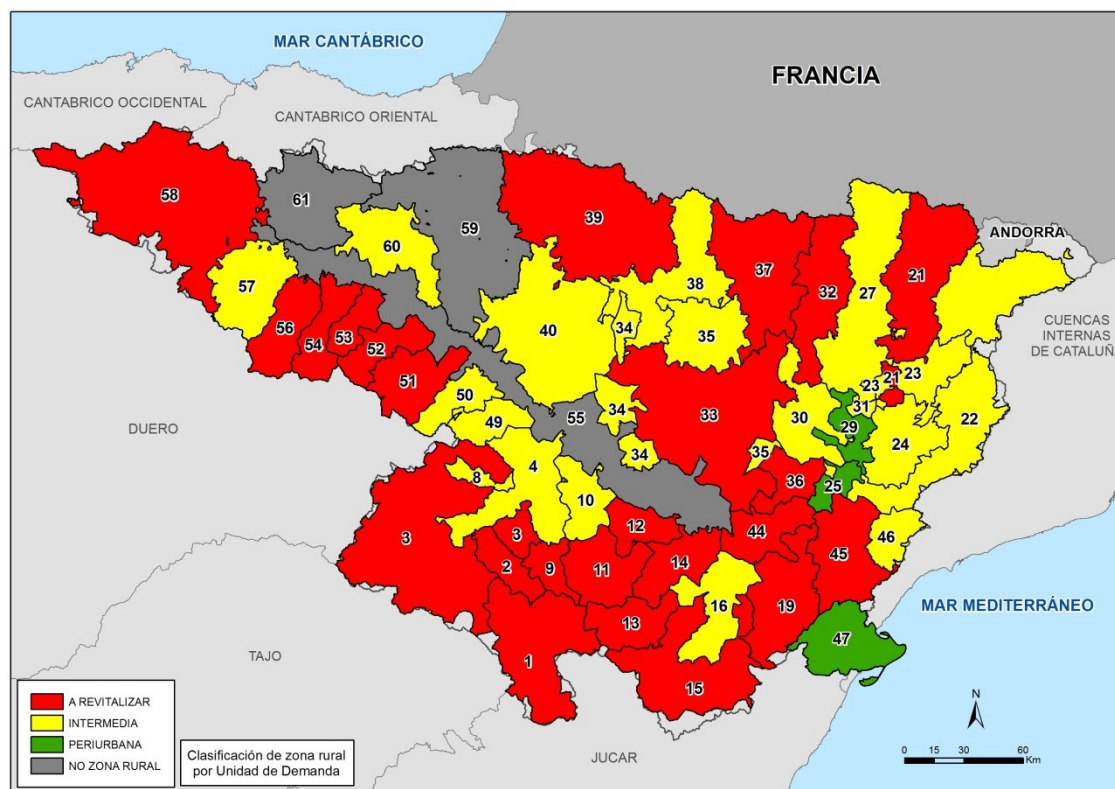 MAR CANTÁBRICO
FRANCIA
CANTABRICO OCCIDENTAL
CANTABRICO ORIENTAL
58
61
59
39
38
37
32
27
21
ANDORRA
60
57
56
54
53
52
51
40
34
35
CUENCAS
INTERNAS
DE CATALUÑ
23
21
23
31
33
30
29
22
24
50
49
55
34
34
35
36
25
DUERO
8
4
10
3
3
12
2
9
11
14
44
45
46
16
19
13
1
15
47
MAR MEDITERRÁNEO
TAJO
JUCAR
A REVITALIZAR
INTERMEDIA
PERIURBANA
NO ZONA RURAL
Clasificación de zona rural
por Unidad de Demanda
N
0 15 30 60
Km